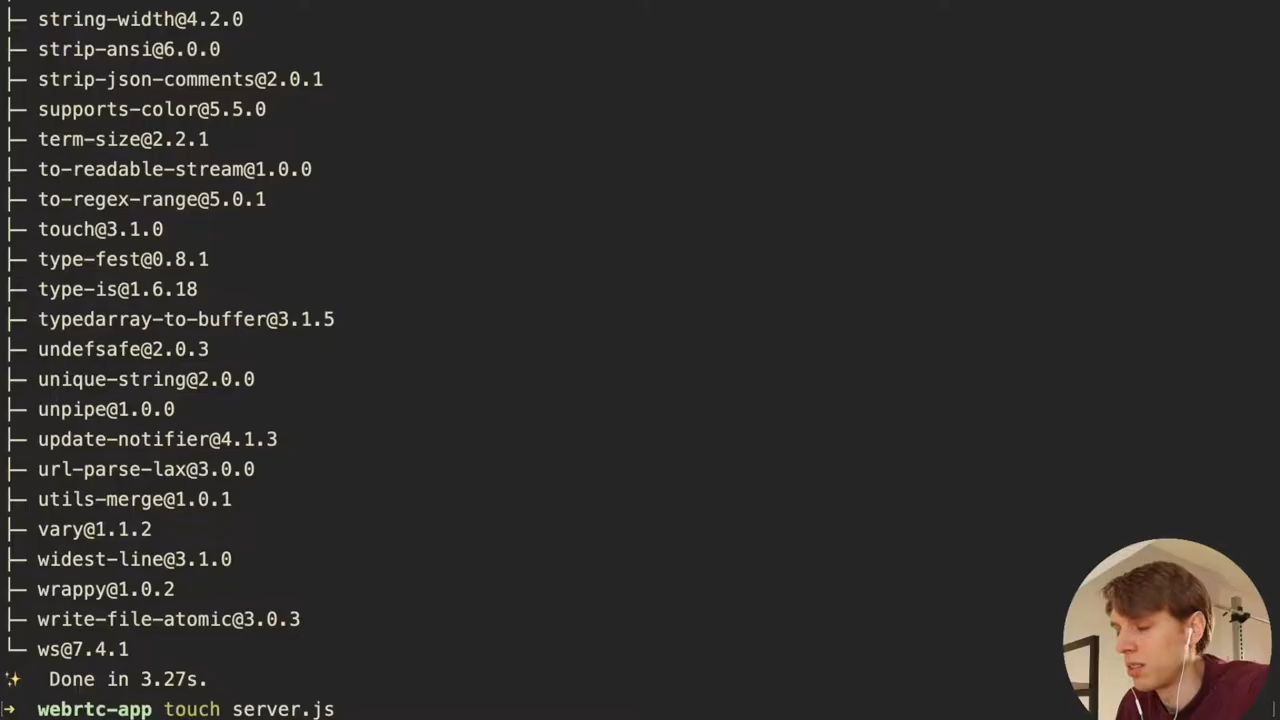 ├─ string-width@4.2.0
├─ strip-ansi@6.0.0
├─ strip-json-comments@2.0.1
├─ supports-color@5.5.0
├─ term-size@2.2.1
├─ to-readable-stream@1.0.0
├─ to-regex-range@5.0.1
├─ touch@3.1.0
├─ type-fest@0.8.1
├─ type-is@1.6.18
├─ typedarray-to-buffer@3.1.5
├─ undefsafe@2.0.3
├─ unique-string@2.0.0
├─ unpipe@1.0.0
├─ update-notifier@4.1.3
├─ url-parse-lax@3.0.0
├─ utils-merge@1.0.1
├─ vary@1.1.2
├─ widest-line@3.1.0
├─ wrappy@1.0.2
├─ write-file-atomic@3.0.3
└─ ws@7.4.1
✨ Done in 3.27s.
➜ webrtc-app touch server.js